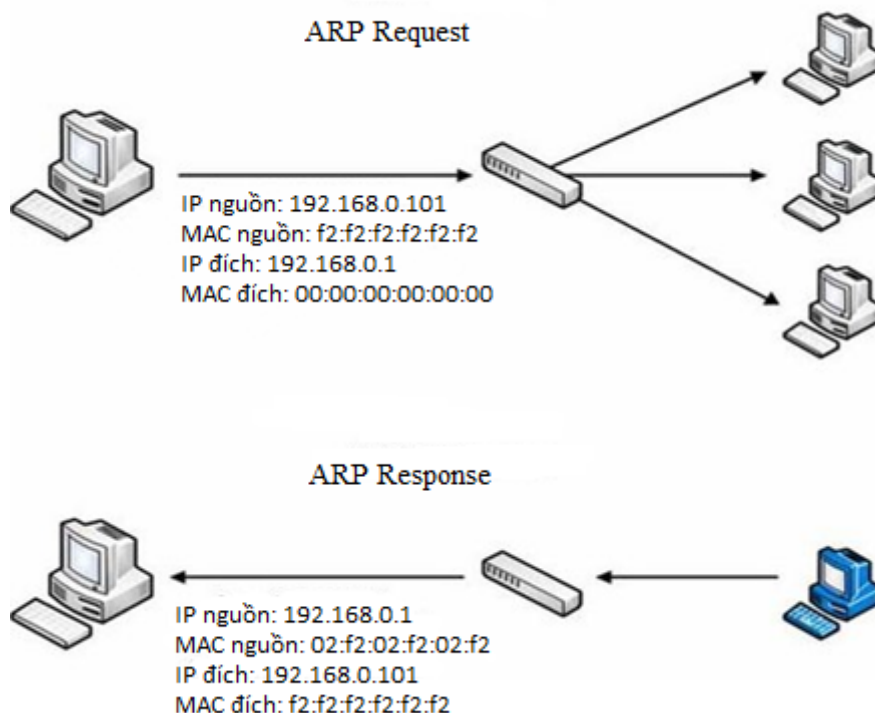 ARP Request
IP nguồn: 192.168.0.101
MAC nguồn: f2:f2:f2:f2:f2:f2
IP đích: 192.168.0.1
MAC đích: 00:00:00:00:00:00
ARP Response
IP nguồn: 192.168.0.1
MAC nguồn: 02:f2:02:f2:02:f2
IP đích: 192.168.0.101
MAC đích: f2:f2:f2:f2:f2:f2